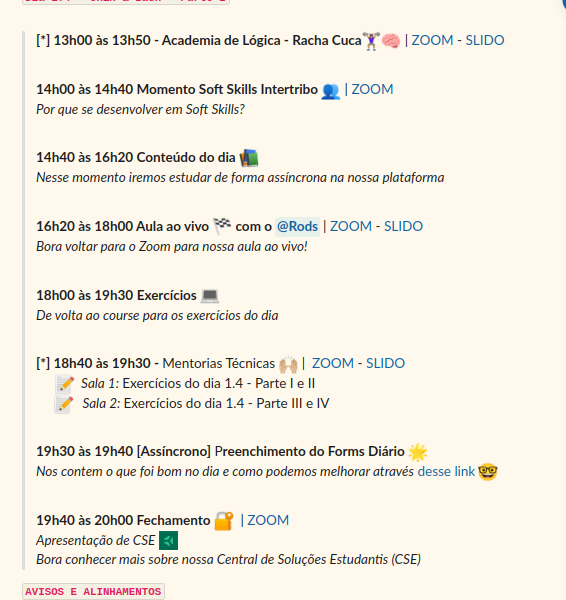 [*] 13h00 às 13h50 - Academia de Lógica - Racha Cuca🏋️‍♀️🧠 | ZOOM - SLIDO
14h00 às 14h40 Momento Soft Skills Intertribo 👥 | ZOOM
Por que se desenvolver em Soft Skills?
14h40 às 16h20 Conteúdo do dia 📚
Nesse momento iremos estudar de forma assíncrona na nossa plataforma
16h20 às 18h00 Aula ao vivo 🏁 com o @Rods | ZOOM - SLIDO
Bora voltar para o Zoom para nossa aula ao vivo!
18h00 às 19h30 Exercícios 💻
De volta ao course para os exercícios do dia
[*] 18h40 às 19h30 - Mentorias Técnicas 🙌🏼 | ZOOM - SLIDO
📝 Sala 1: Exercícios do dia 1.4 - Parte I e II
📝 Sala 2: Exercícios do dia 1.4 - Parte III e IV
19h30 às 19h40 [Assíncrono] Preenchimento do Forms Diário 🌟
Nos contem o que foi bom no dia e como podemos melhorar através desse link 🤓
19h40 às 20h00 Fechamento 🔐 | ZOOM
Apresentação de CSE
Bora conhecer mais sobre nossa Central de Soluções Estudantis (CSE)
AVISOS E ALINHAMENTOS